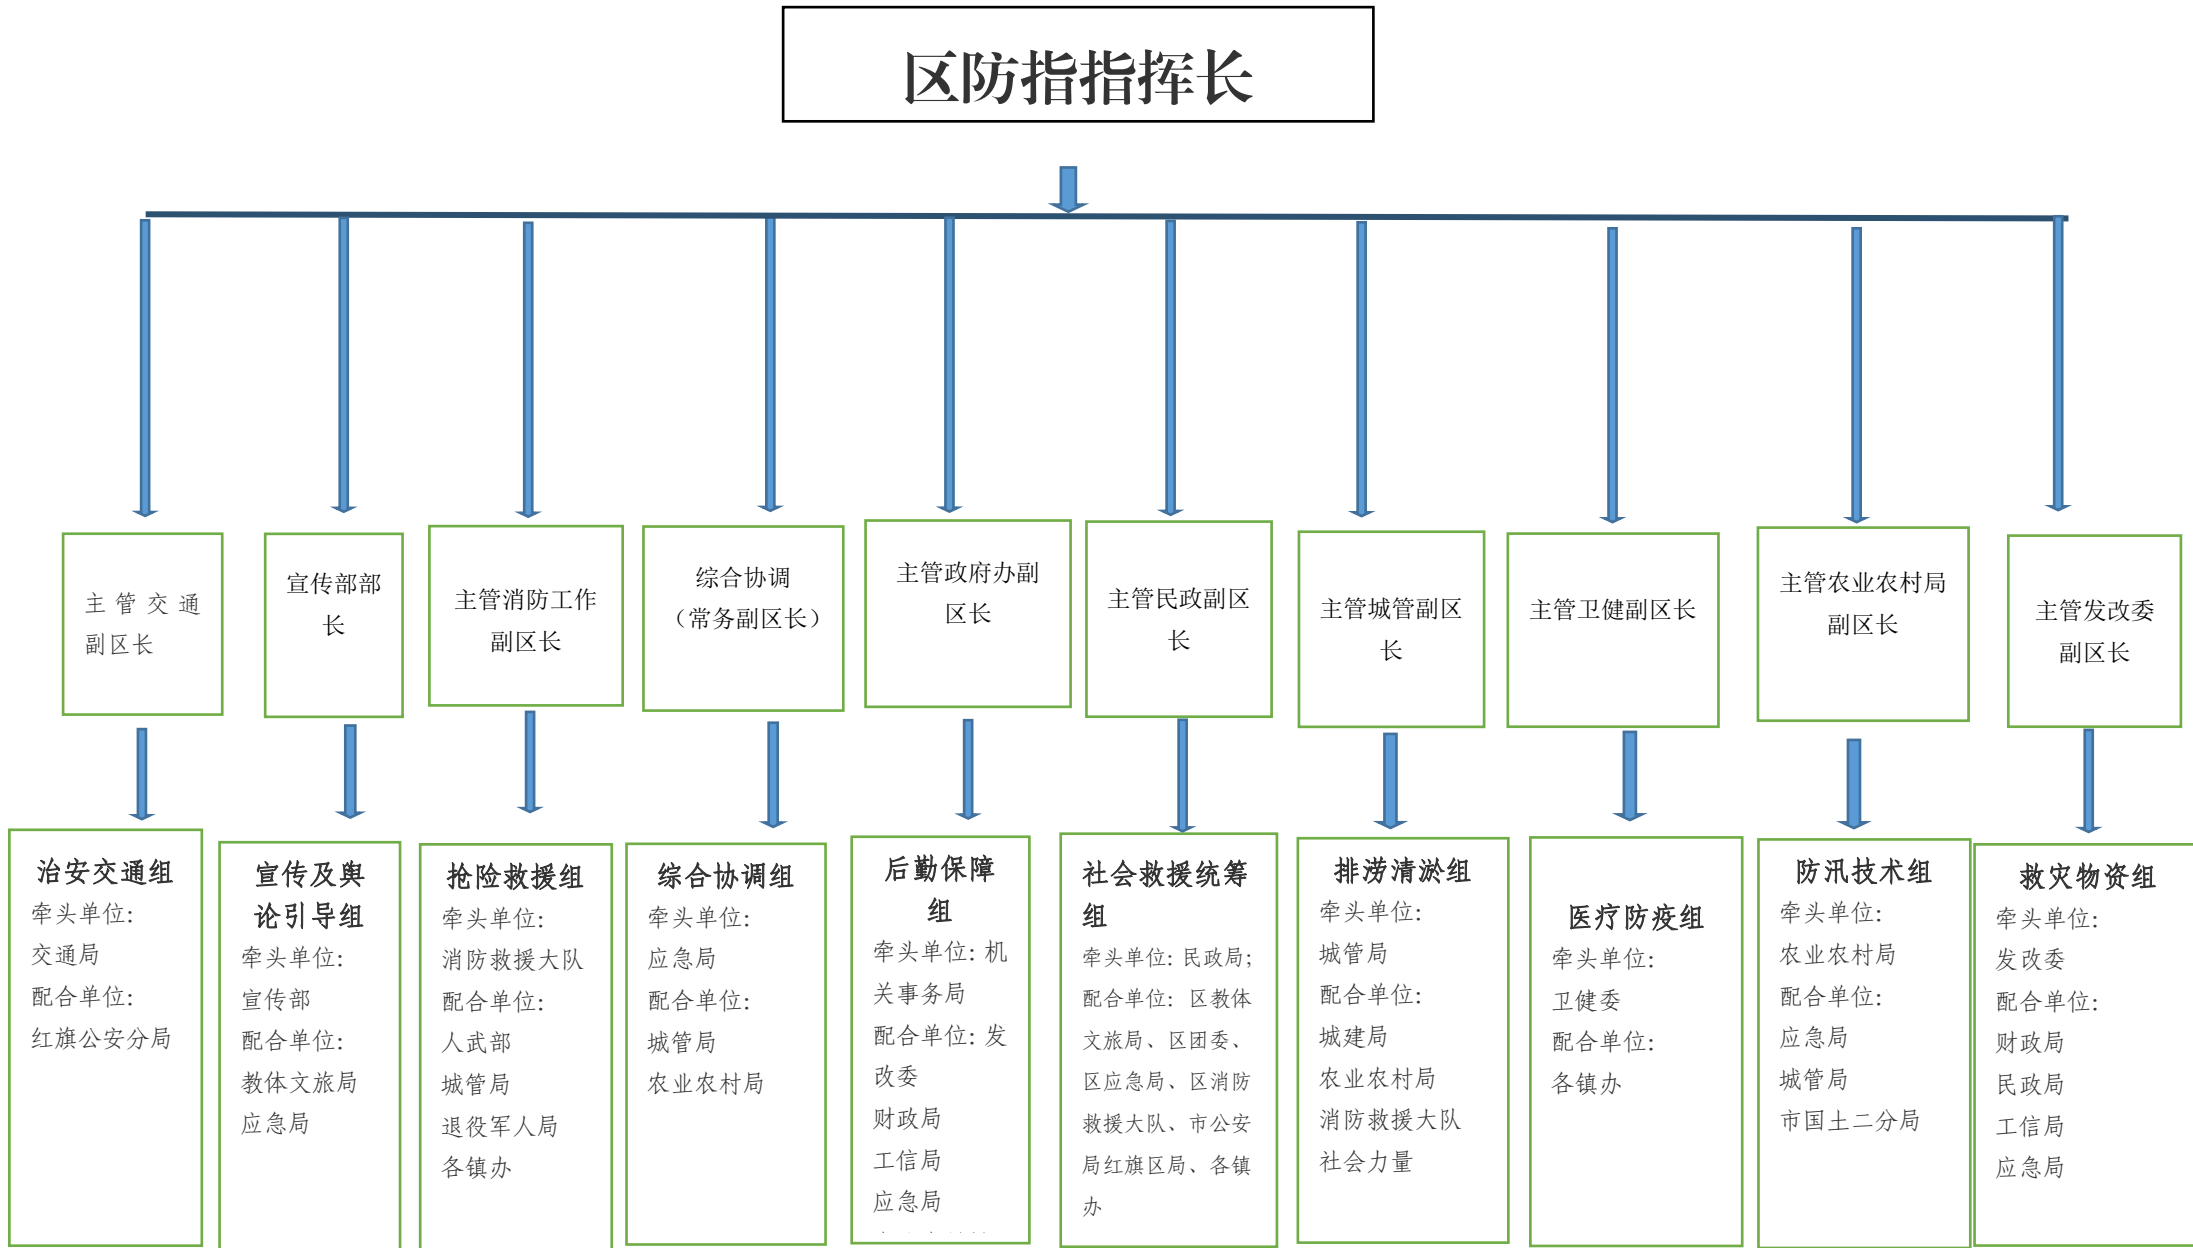 区防指指挥长
主管交通
副区长
宣传部部
长
主管消防工作
副区长
综合协调
（常务副区长）
主管政府办副
区长
主管民政副区
长
主管城管副区
长
主管卫健副区长
主管农业农村局
副区长
主管发改委
副区长
治安交通组
牵头单位:
交通局
配合单位:
红旗公安分局
宣传及舆
论引导组
牵头单位:
宣传部
配合单位:
教体文旅局
应急局
抢险救援组
牵头单位:
消防救援大队
配合单位:
人武部
城管局
退役军人局
各镇办
综合协调组
牵头单位:
应急局
配合单位:
城管局
农业农村局
后勤保障
组
牵头单位: 机
关事务局
配合单位: 发
改委
财政局
工信局
应急局
社会救援统筹
组
牵头单位: 民政局;
配合单位: 区教体
文旅局、区团委、
区应急局、区消防
救援大队、市公安
局红旗区局、各镇
办
排涝清淤组
牵头单位:
城管局
配合单位:
城建局
农业农村局
消防救援大队
社会力量
医疗防疫组
牵头单位:
卫健委
配合单位:
各镇办
防汛技术组
牵头单位:
农业农村局
配合单位:
应急局
城管局
市国土二分局
救灾物资组
牵头单位:
发改委
配合单位:
财政局
民政局
工信局
应急局